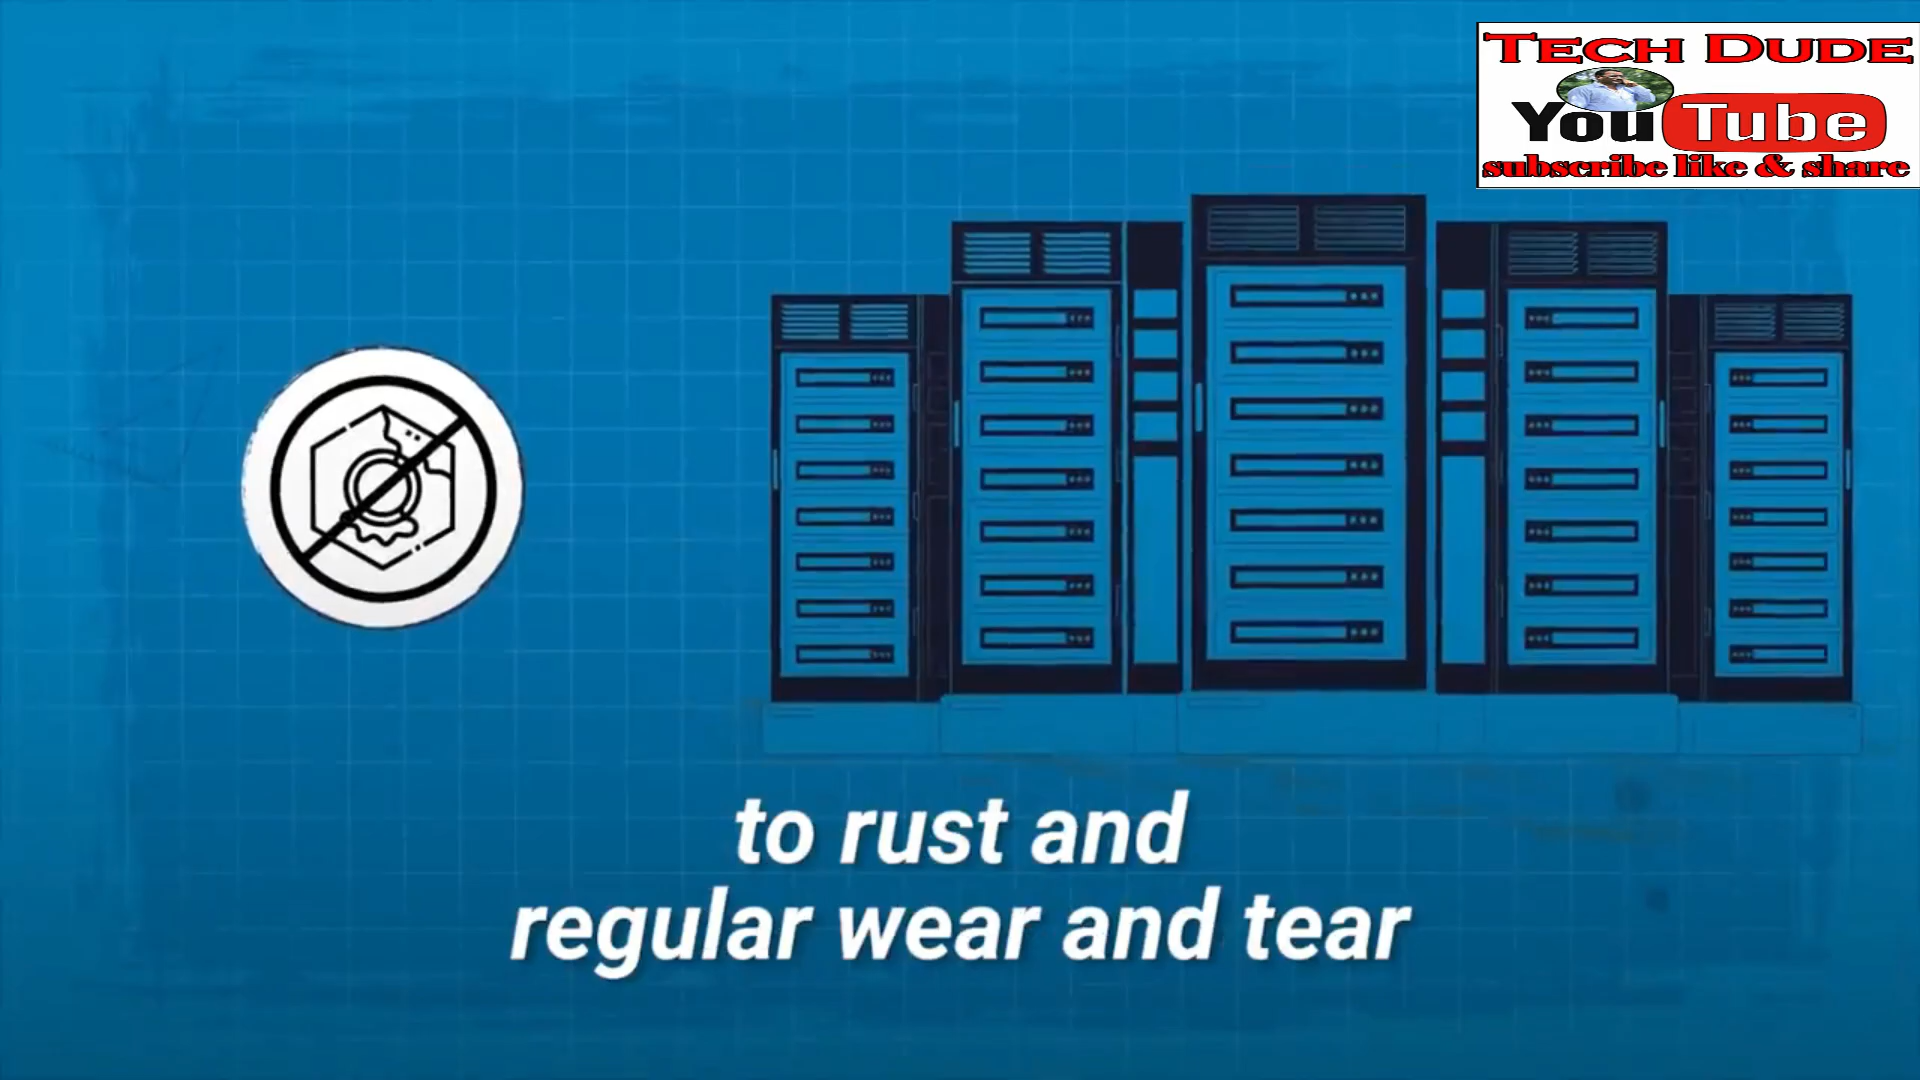 TECH DUDE
YouTube
subscribe like & share
to rust and
regular wear and tear